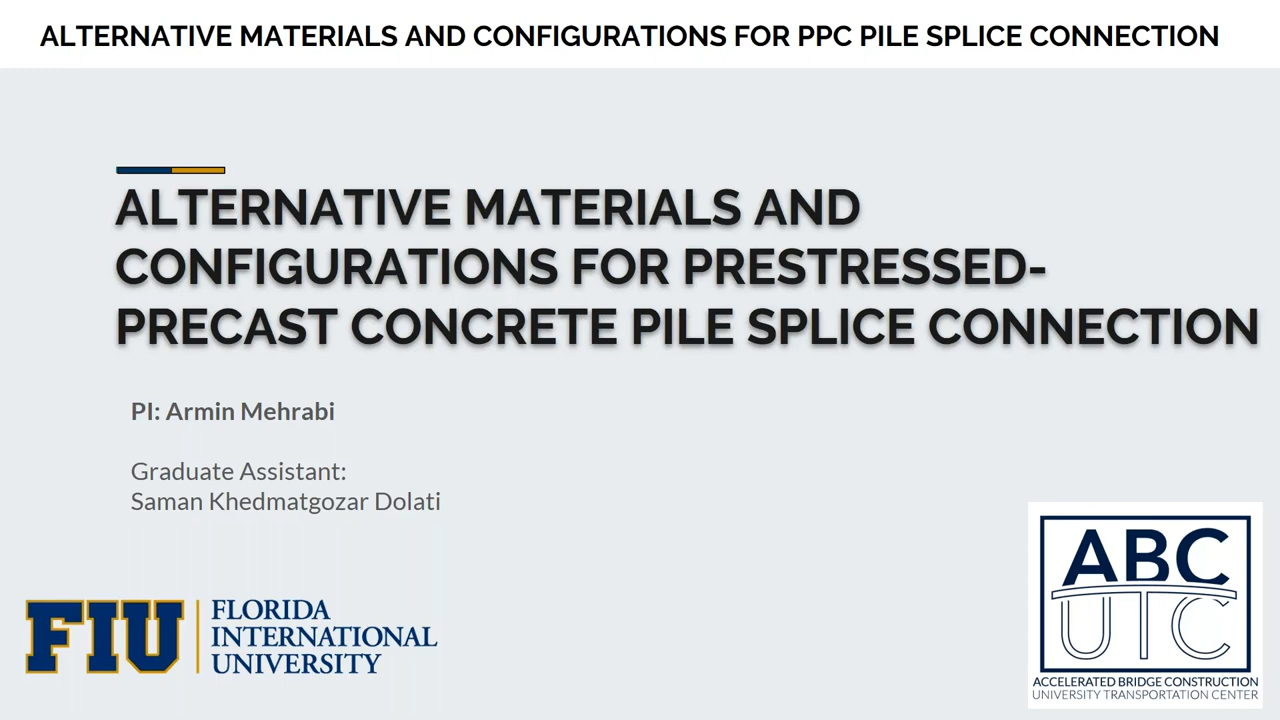 ALTERNATIVE MATERIALS AND CONFIGURATIONS FOR PPC PILE SPLICE CONNECTION
ALTERNATIVE MATERIALS AND
CONFIGURATIONS FOR PRESTRESSED-
PRECAST CONCRETE PILE SPLICE CONNECTION
PI: Armin Mehrabi
Graduate Assistant:
Saman Khedmatgozar Dolati
FIU
FLORIDA
INTERNATIONAL
UNIVERSITY
ABC
UTC
ACCELERATED BRIDGE CONSTRUCTION
UNIVERSITY TRANSPORTATION CENTER